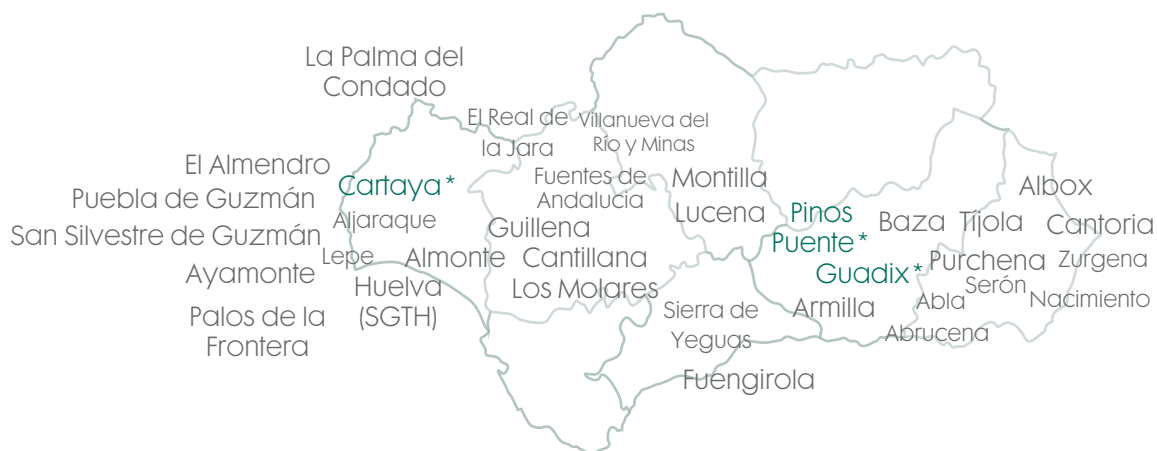 La Palma del
Condado
El Real de
la Jara
Villanueva del
Río y Minas
El Almendro
Cartaya *
Fuentes de
Andalucía
Montilla
Albox
Puebla de Guzmán
Aljaraque
Guillena
Lucena
Pinos
Puente *
Baza
Tíjola
Cantoria
San Silvestre de Guzmán
Lepe
Almonte
Cantillana
Guadix *
Purchena
Zurgena
Ayamonte
Huelva
(SGTH)
Los Molares
Sierra de
Yeguas
Armilla
Abla
Serón
Nacimiento
Palos de la
Frontera
Abrucena
Fuengirola